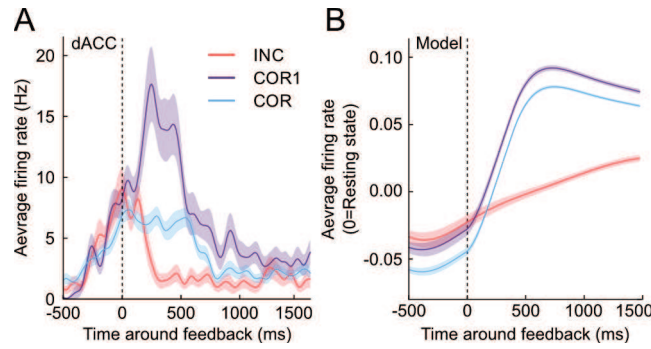 A
dACC
INC
COR1
COR
Aevrage firing rate (Hz)
20
15
10
5
0
-500
0
500
1000
1500
Time around feedback (ms)
B
Model
Aevrage firing rate
(0=Resting state)
0.10
0.05
0.00
-0.05
-500
0
500
1000
1500
Time around feedback (ms)